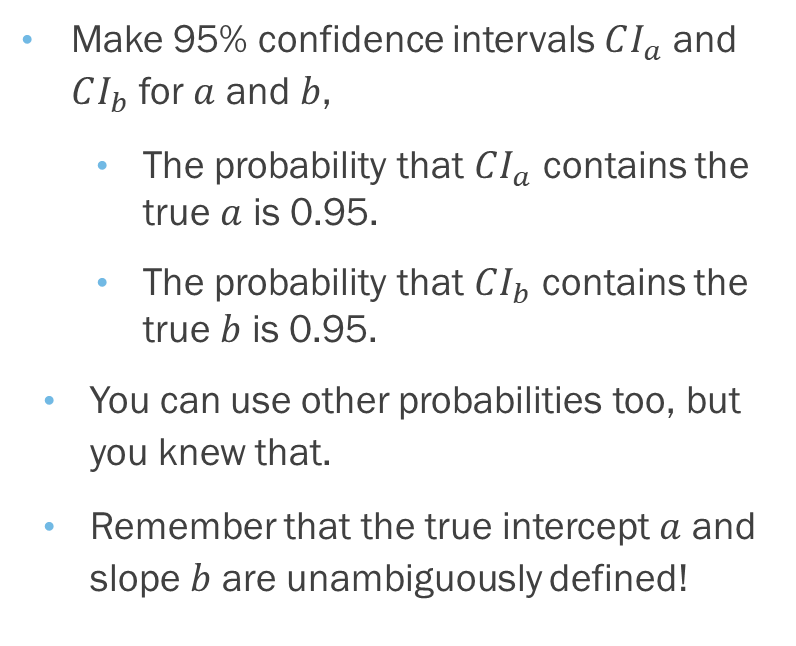 • Make 95% confidence intervals CIₐ and
CI_b for a and b,
• The probability that CIₐ contains the
true a is 0.95.
• The probability that CI_b contains the
true b is 0.95.
• You can use other probabilities too, but
you knew that.
• Remember that the true intercept a and
slope b are unambiguously defined!